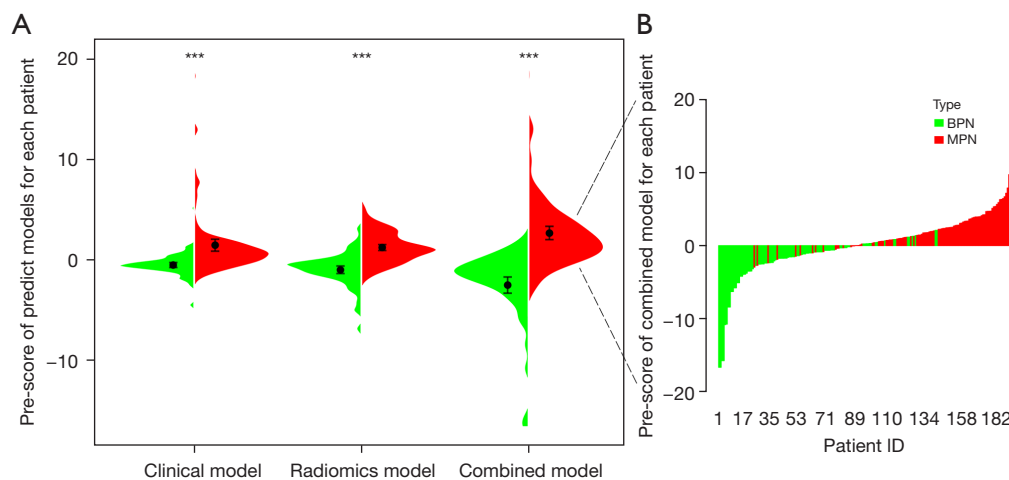 A
Pre-score of predict models for each patient
20
10
0
−10
***
***
***
Clinical model
Radiomics model
Combined model
B
Pre-score of combined model for each patient
20
10
0
−10
−20
Type
BPN
MPN
1 17 35 53 71 89 110 134 158 182
Patient ID